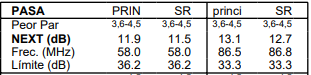 PASA PRIN SR princi SR
Peor Par 3,6-4,5 3,6-4,5 3,6-4,5 3,6-4,5
NEXT (dB) 11.9 11.5 13.1 12.7
Frec. (MHz) 58.0 58.0 86.5 86.8
Límite (dB) 36.2 36.2 33.3 33.3